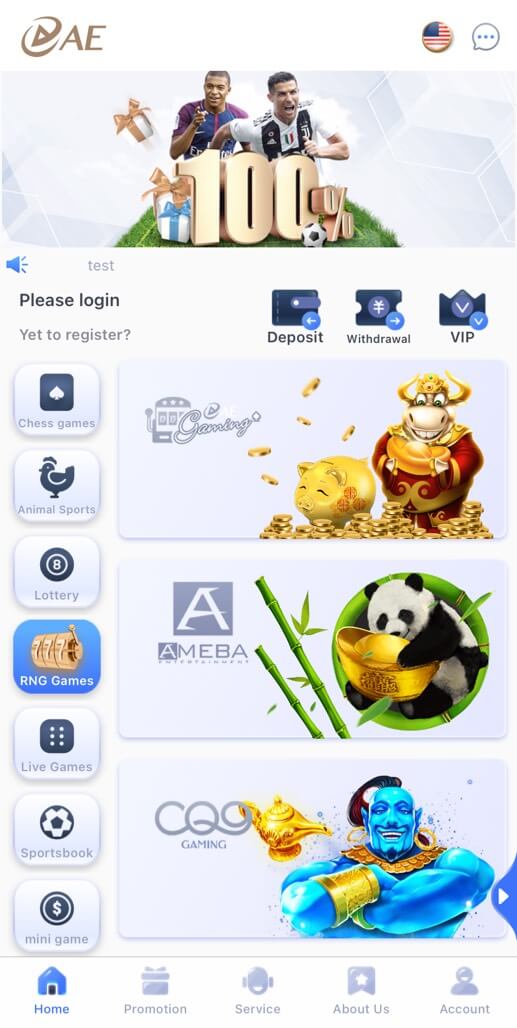 AE
100%
test
Please login
Yet to register?
Deposit
Withdrawal
VIP
Chess games
Animal Sports
Lottery
RNG Games
Live Games
Sportsbook
mini game
AE
Gaming
A
AMEBA
ENTERTAINMENT
CQ9
GAMING
Home
Promotion
Service
About Us
Account